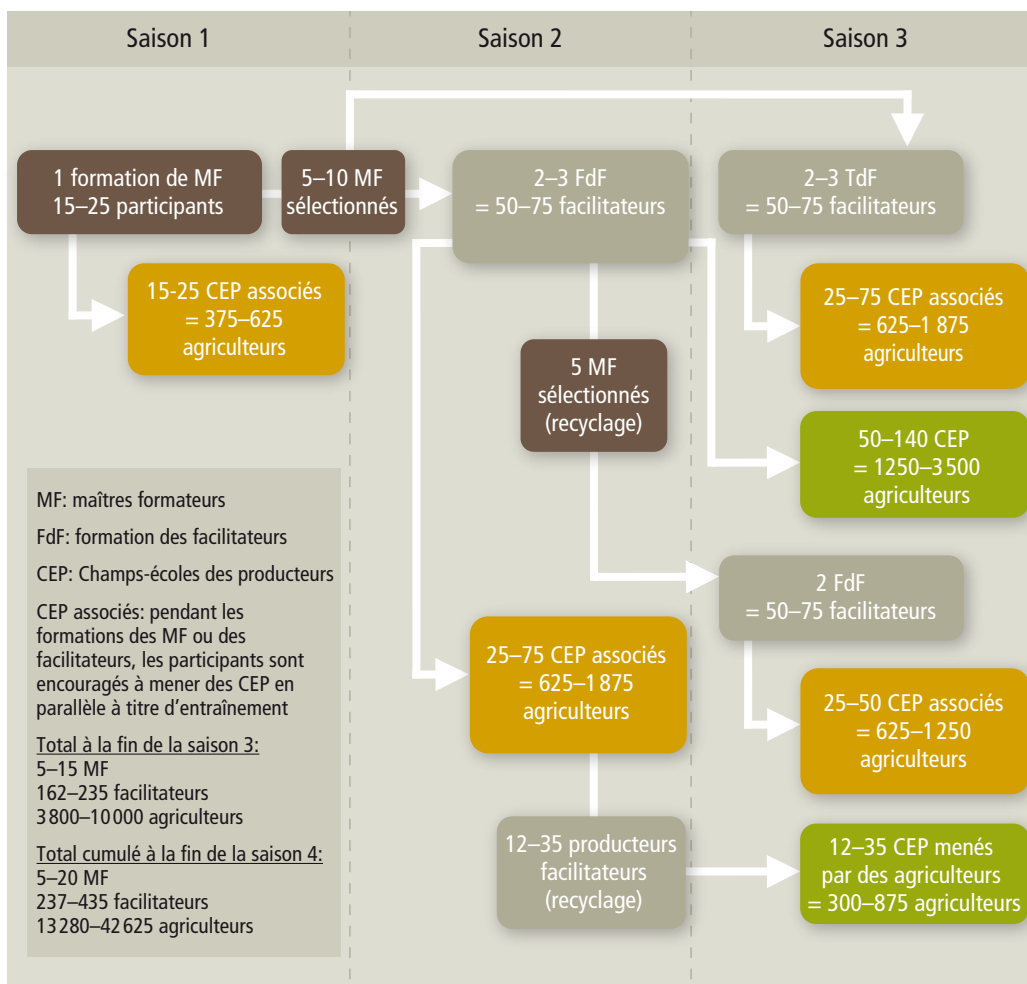 Saison 1
Saison 2
Saison 3
1 formation de MF
15–25 participants
5–10 MF
sélectionnés
2–3 FdF
= 50–75 facilitateurs
2–3 TdF
= 50–75 facilitateurs
15-25 CEP associés
= 375–625
agriculteurs
25–75 CEP associés
= 625–1 875
agriculteurs
5 MF
sélectionnés
(recyclage)
50–140 CEP
= 1250–3 500
agriculteurs
MF: maîtres formateurs
FdF: formation des facilitateurs
CEP: Champs-écoles des producteurs
CEP associés: pendant les
formations des MF ou des
facilitateurs, les participants sont
encouragés à mener des CEP en
parallèle à titre d’entraînement
Total à la fin de la saison 3:
5–15 MF
162–235 facilitateurs
3 800–10 000 agriculteurs
Total cumulé à la fin de la saison 4:
5–20 MF
237–435 facilitateurs
13 280–42 625 agriculteurs
2 FdF
= 50–75 facilitateurs
25–75 CEP associés
= 625–1 875
agriculteurs
25–50 CEP associés
= 625–1 250
agriculteurs
12–35 producteurs
facilitateurs
(recyclage)
12–35 CEP menés
par des agriculteurs
= 300–875 agriculteurs